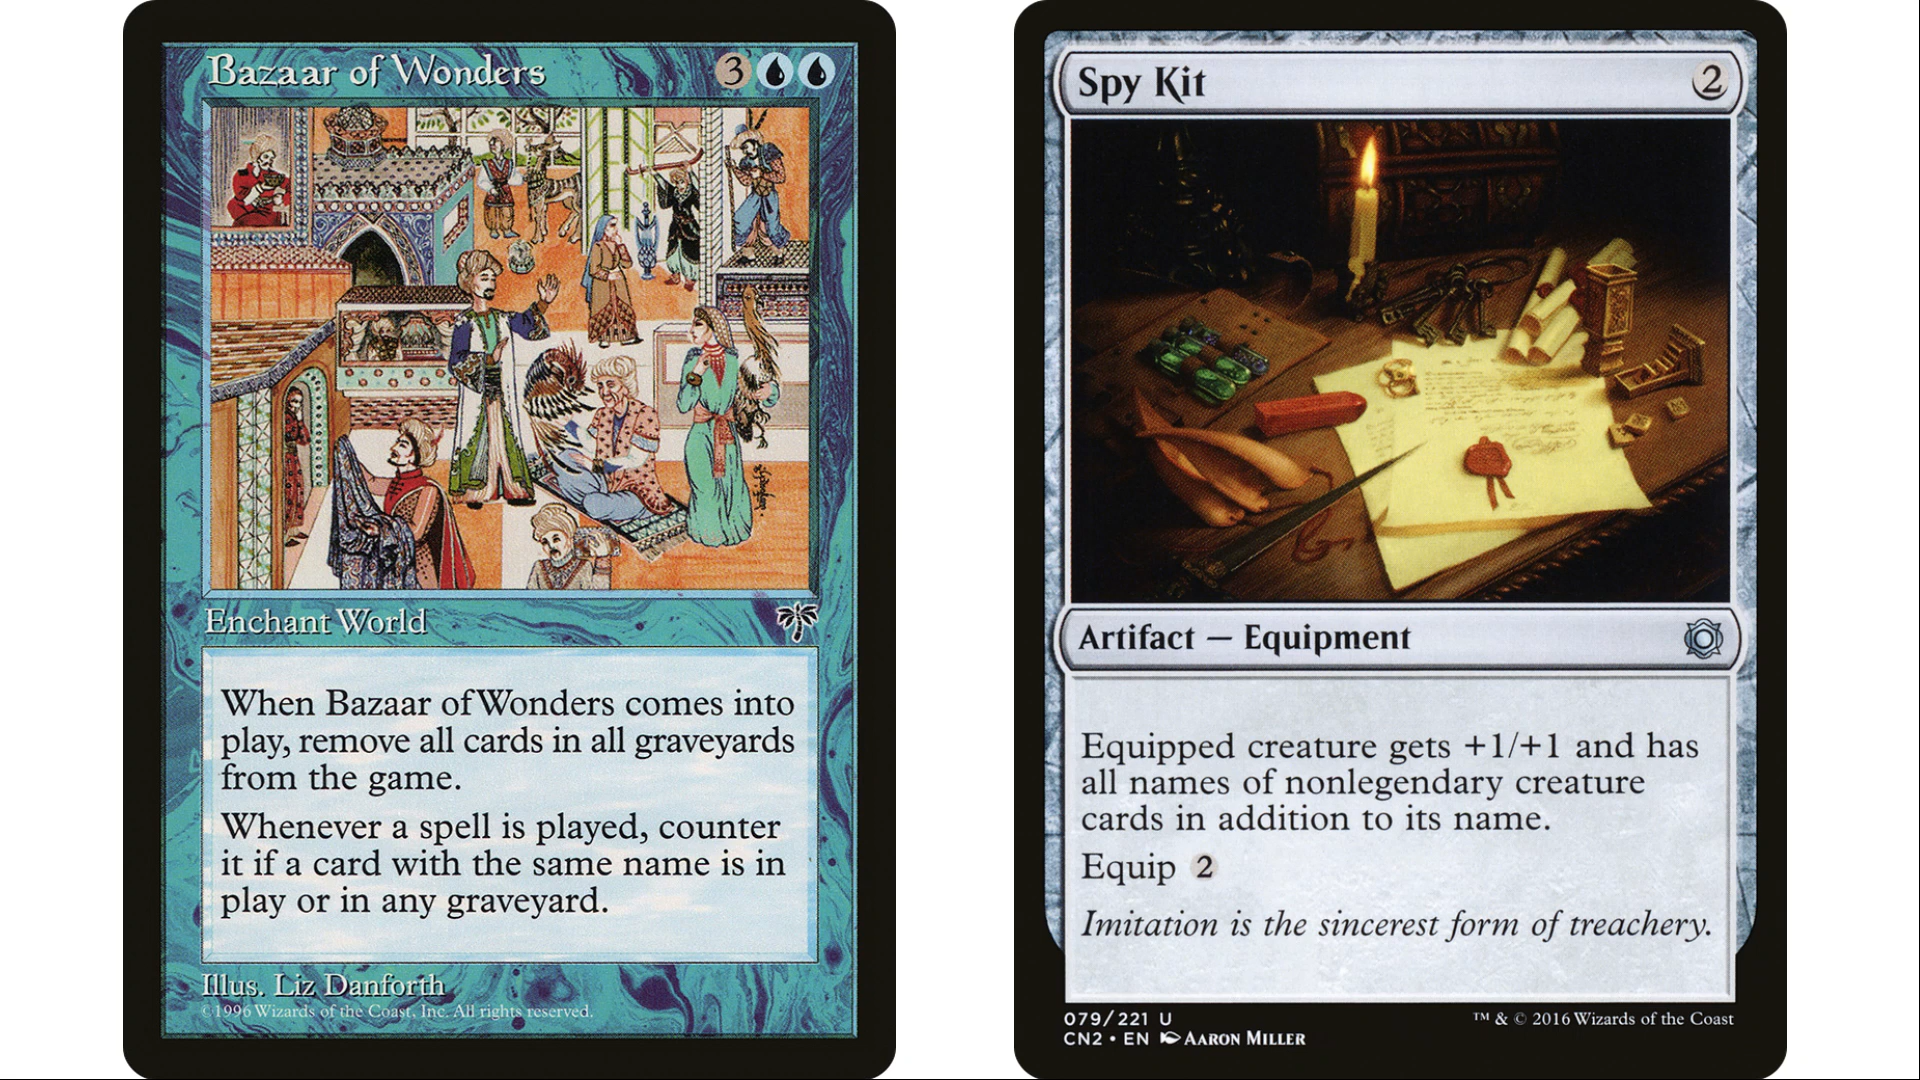 Bazaar of Wonders 3
Enchant World
When Bazaar of Wonders comes into
play, remove all cards in all graveyards
from the game.
Whenever a spell is played, counter
it if a card with the same name is in
play or in any graveyard.
Illus. Liz Danforth
©1996 Wizards of the Coast, Inc. All rights reserved.
Spy Kit 2
Artifact — Equipment
Equipped creature gets +1/+1 and has
all names of nonlegendary creature
cards in addition to its name.
Equip 2
Imitation is the sincerest form of treachery.
079/221 U
CN2 • EN AARON MILLER
™ & © 2016 Wizards of the Coast